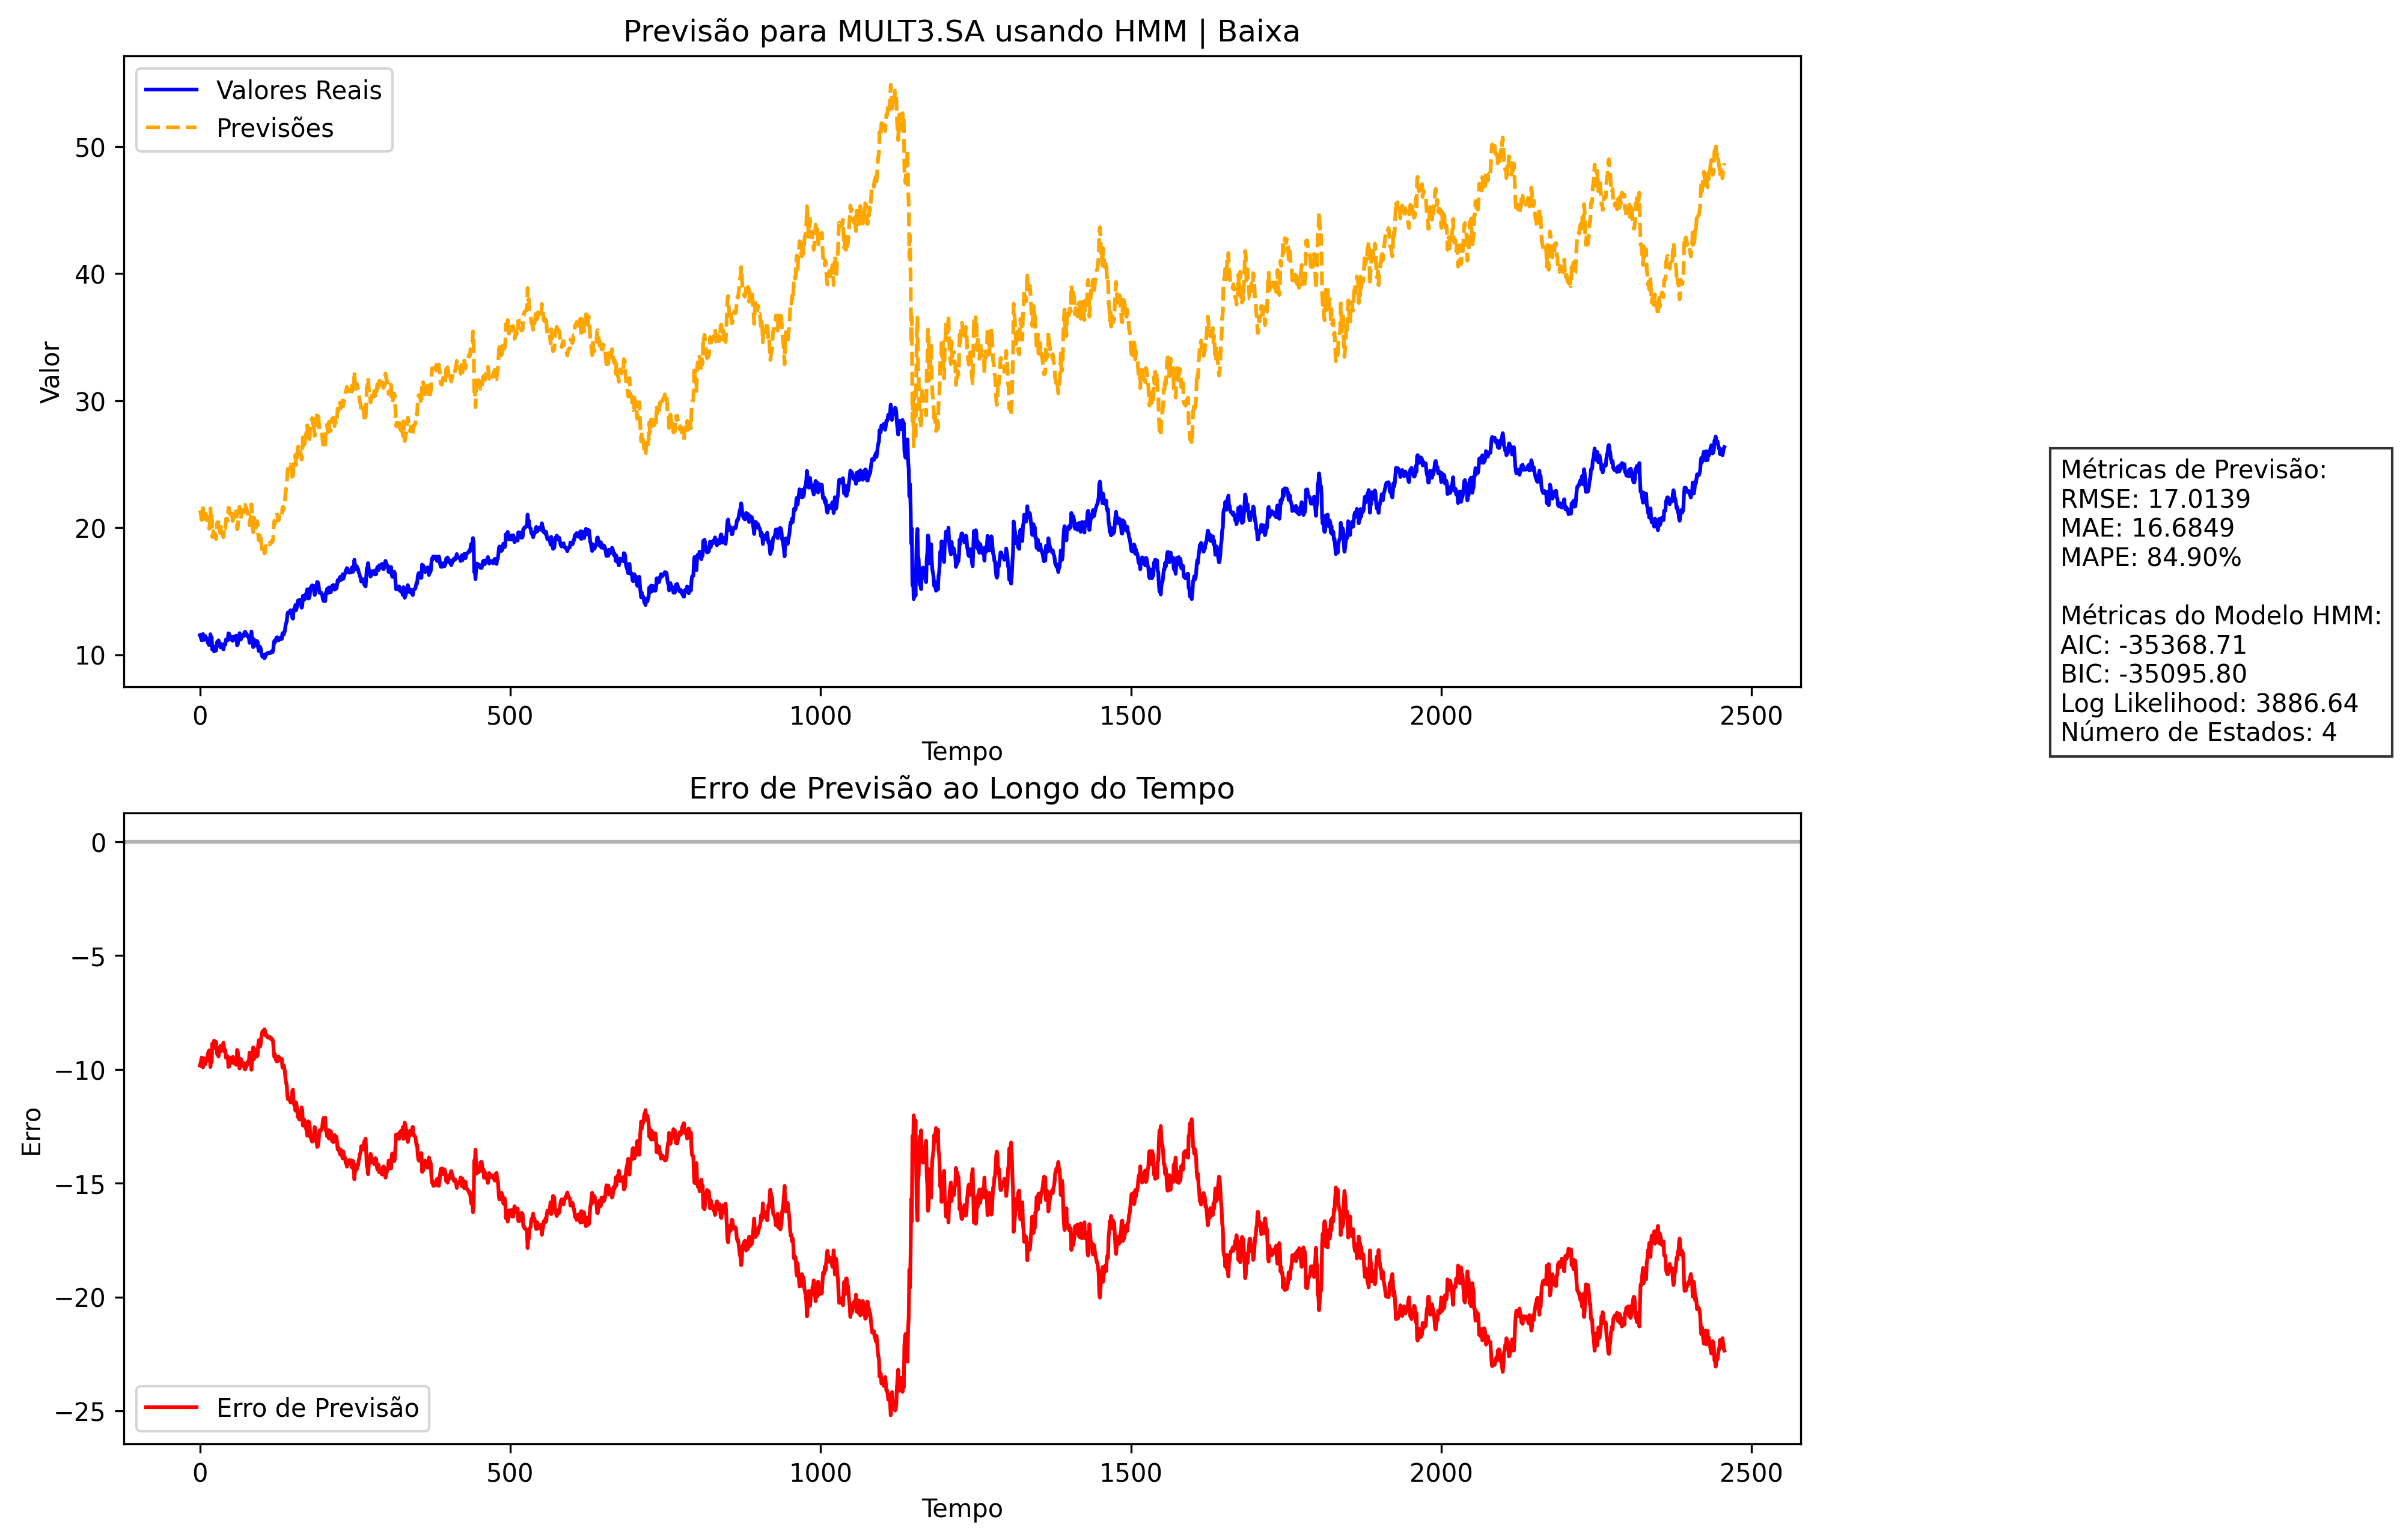 Previsão para MULT3.SA usando HMM | Baixa
Valores Reais
Previsões
Valor
50
40
30
20
10
0
500
1000
1500
2000
2500
Tempo
Métricas de Previsão:
RMSE: 17.0139
MAE: 16.6849
MAPE: 84.90%
Métricas do Modelo HMM:
AIC: -35368.71
BIC: -35095.80
Log Likelihood: 3886.64
Número de Estados: 4
Erro de Previsão ao Longo do Tempo
Erro
0
−5
−10
−15
−20
−25
Erro de Previsão
0
500
1000
1500
2000
2500
Tempo